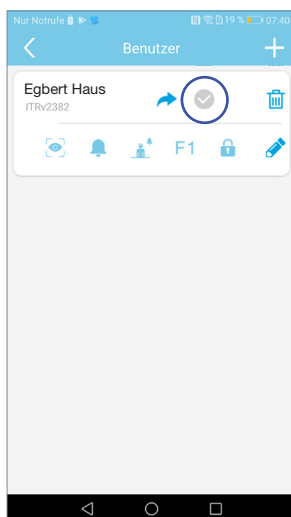 Nur Notrufe 19 % 07:40
Benutzer
Egbert Haus
ITRv2382
F1